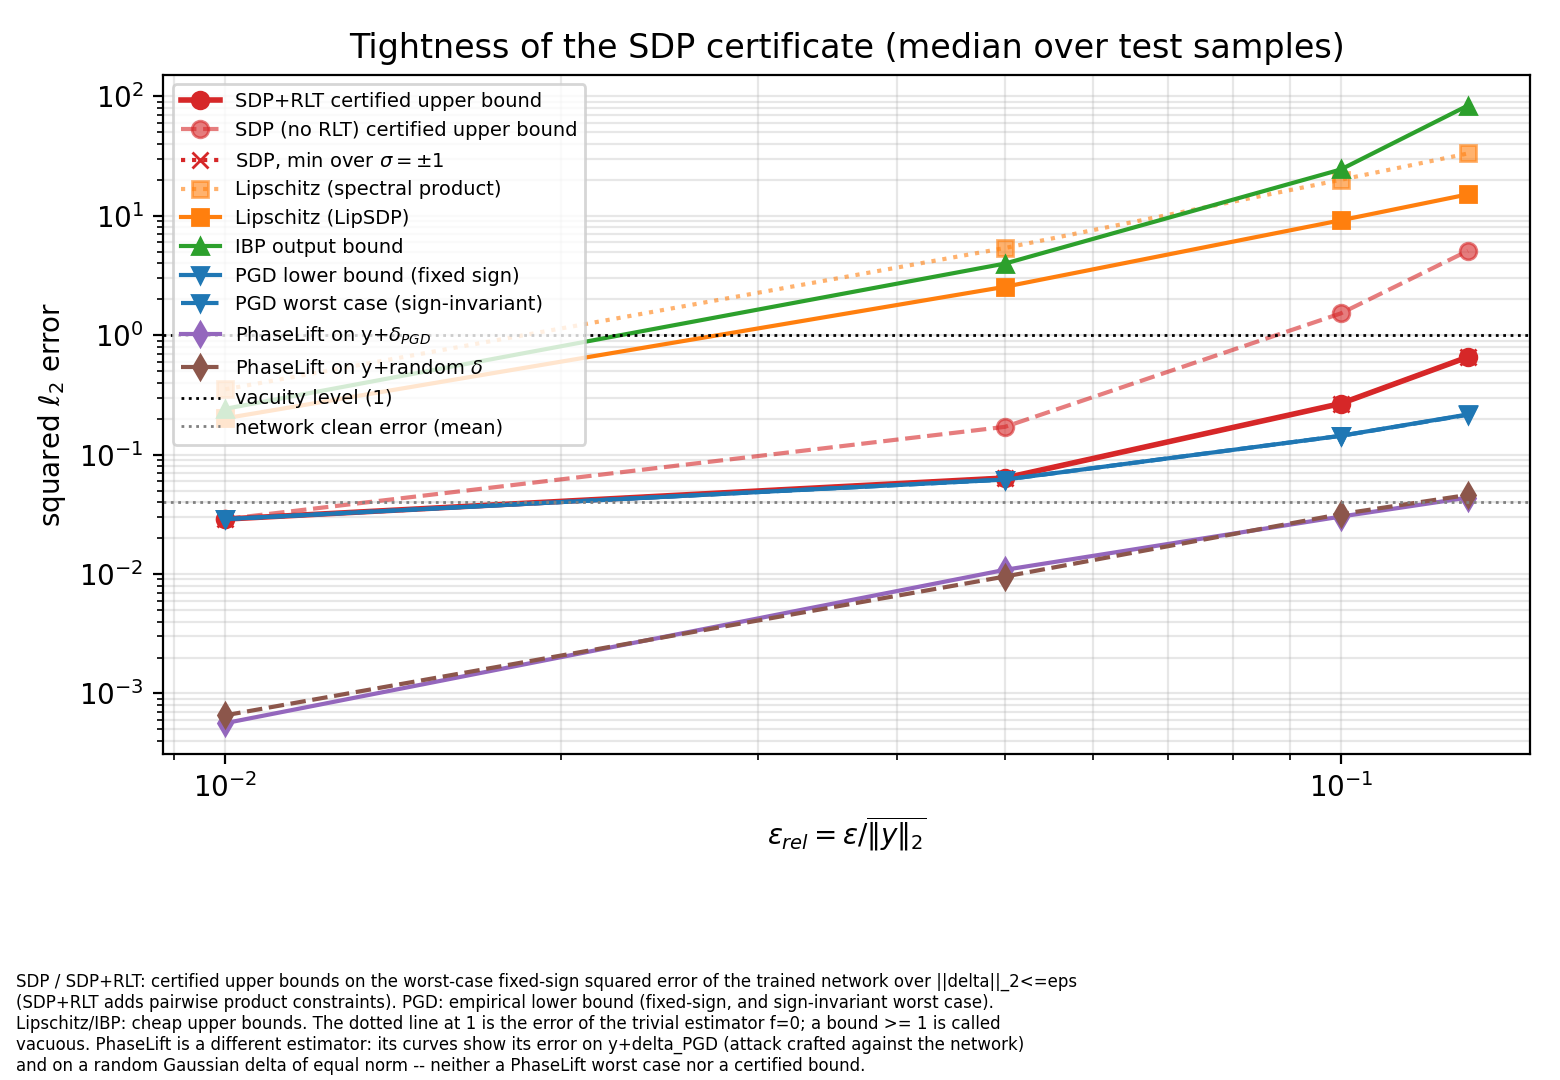 Tightness of the SDP certificate (median over test samples)
10²
10¹
10⁰
10⁻¹
10⁻²
10⁻³
squared ℓ₂ error
SDP+RLT certified upper bound
SDP (no RLT) certified upper bound
SDP, min over σ = ±1
Lipschitz (spectral product)
Lipschitz (LipSDP)
IBP output bound
PGD lower bound (fixed sign)
PGD worst case (sign-invariant)
PhaseLift on y+δ_PGD
PhaseLift on y+random δ
vacuity level (1)
network clean error (mean)
10⁻² 10⁻¹
ε_rel = ε/‖y‖₂
SDP / SDP+RLT: certified upper bounds on the worst-case fixed-sign squared error of the trained network over ||delta||_2<=eps
(SDP+RLT adds pairwise product constraints). PGD: empirical lower bound (fixed-sign, and sign-invariant worst case).
Lipschitz/IBP: cheap upper bounds. The dotted line at 1 is the error of the trivial estimator f=0; a bound >= 1 is called
vacuous. PhaseLift is a different estimator: its curves show its error on y+delta_PGD (attack crafted against the network)
and on a random Gaussian delta of equal norm -- neither a PhaseLift worst case nor a certified bound.